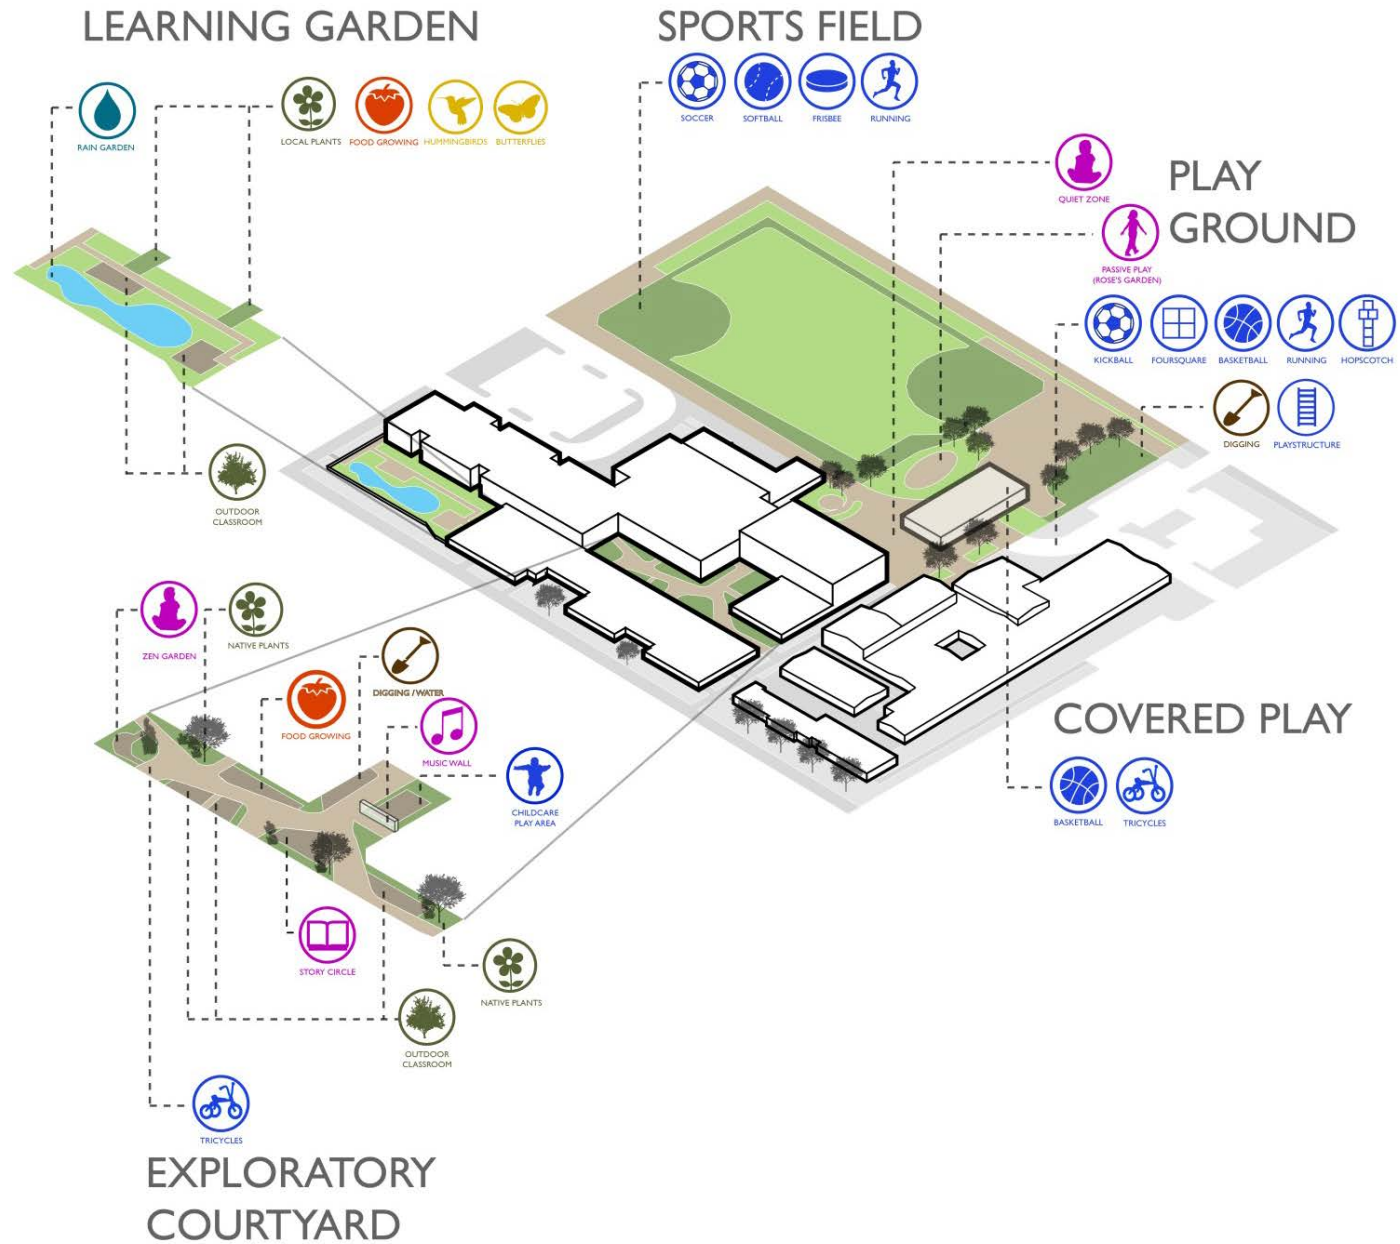 LEARNING GARDEN
SPORTS FIELD
RAIN GARDEN
LOCAL PLANTS
FOOD GROWING
HUMMINGBIRDS
BUTTERFLIES
SOCCER
SOFTBALL
FRISBEE
RUNNING
QUIET ZONE
PLAY
GROUND
PASSIVE PLAY
(ROSE'S GARDEN)
KICKBALL
FOURSQUARE
BASKETBALL
RUNNING
HOPSCOTCH
DIGGING
PLAYSTRUCTURE
OUTDOOR
CLASSROOM
ZEN GARDEN
NATIVE PLANTS
DIGGING / WATER
FOOD GROWING
MUSIC WALL
CHILDCARE
PLAY AREA
COVERED PLAY
BASKETBALL
TRICYCLES
STORY CIRCLE
NATIVE PLANTS
OUTDOOR
CLASSROOM
TRICYCLES
EXPLORATORY
COURTYARD